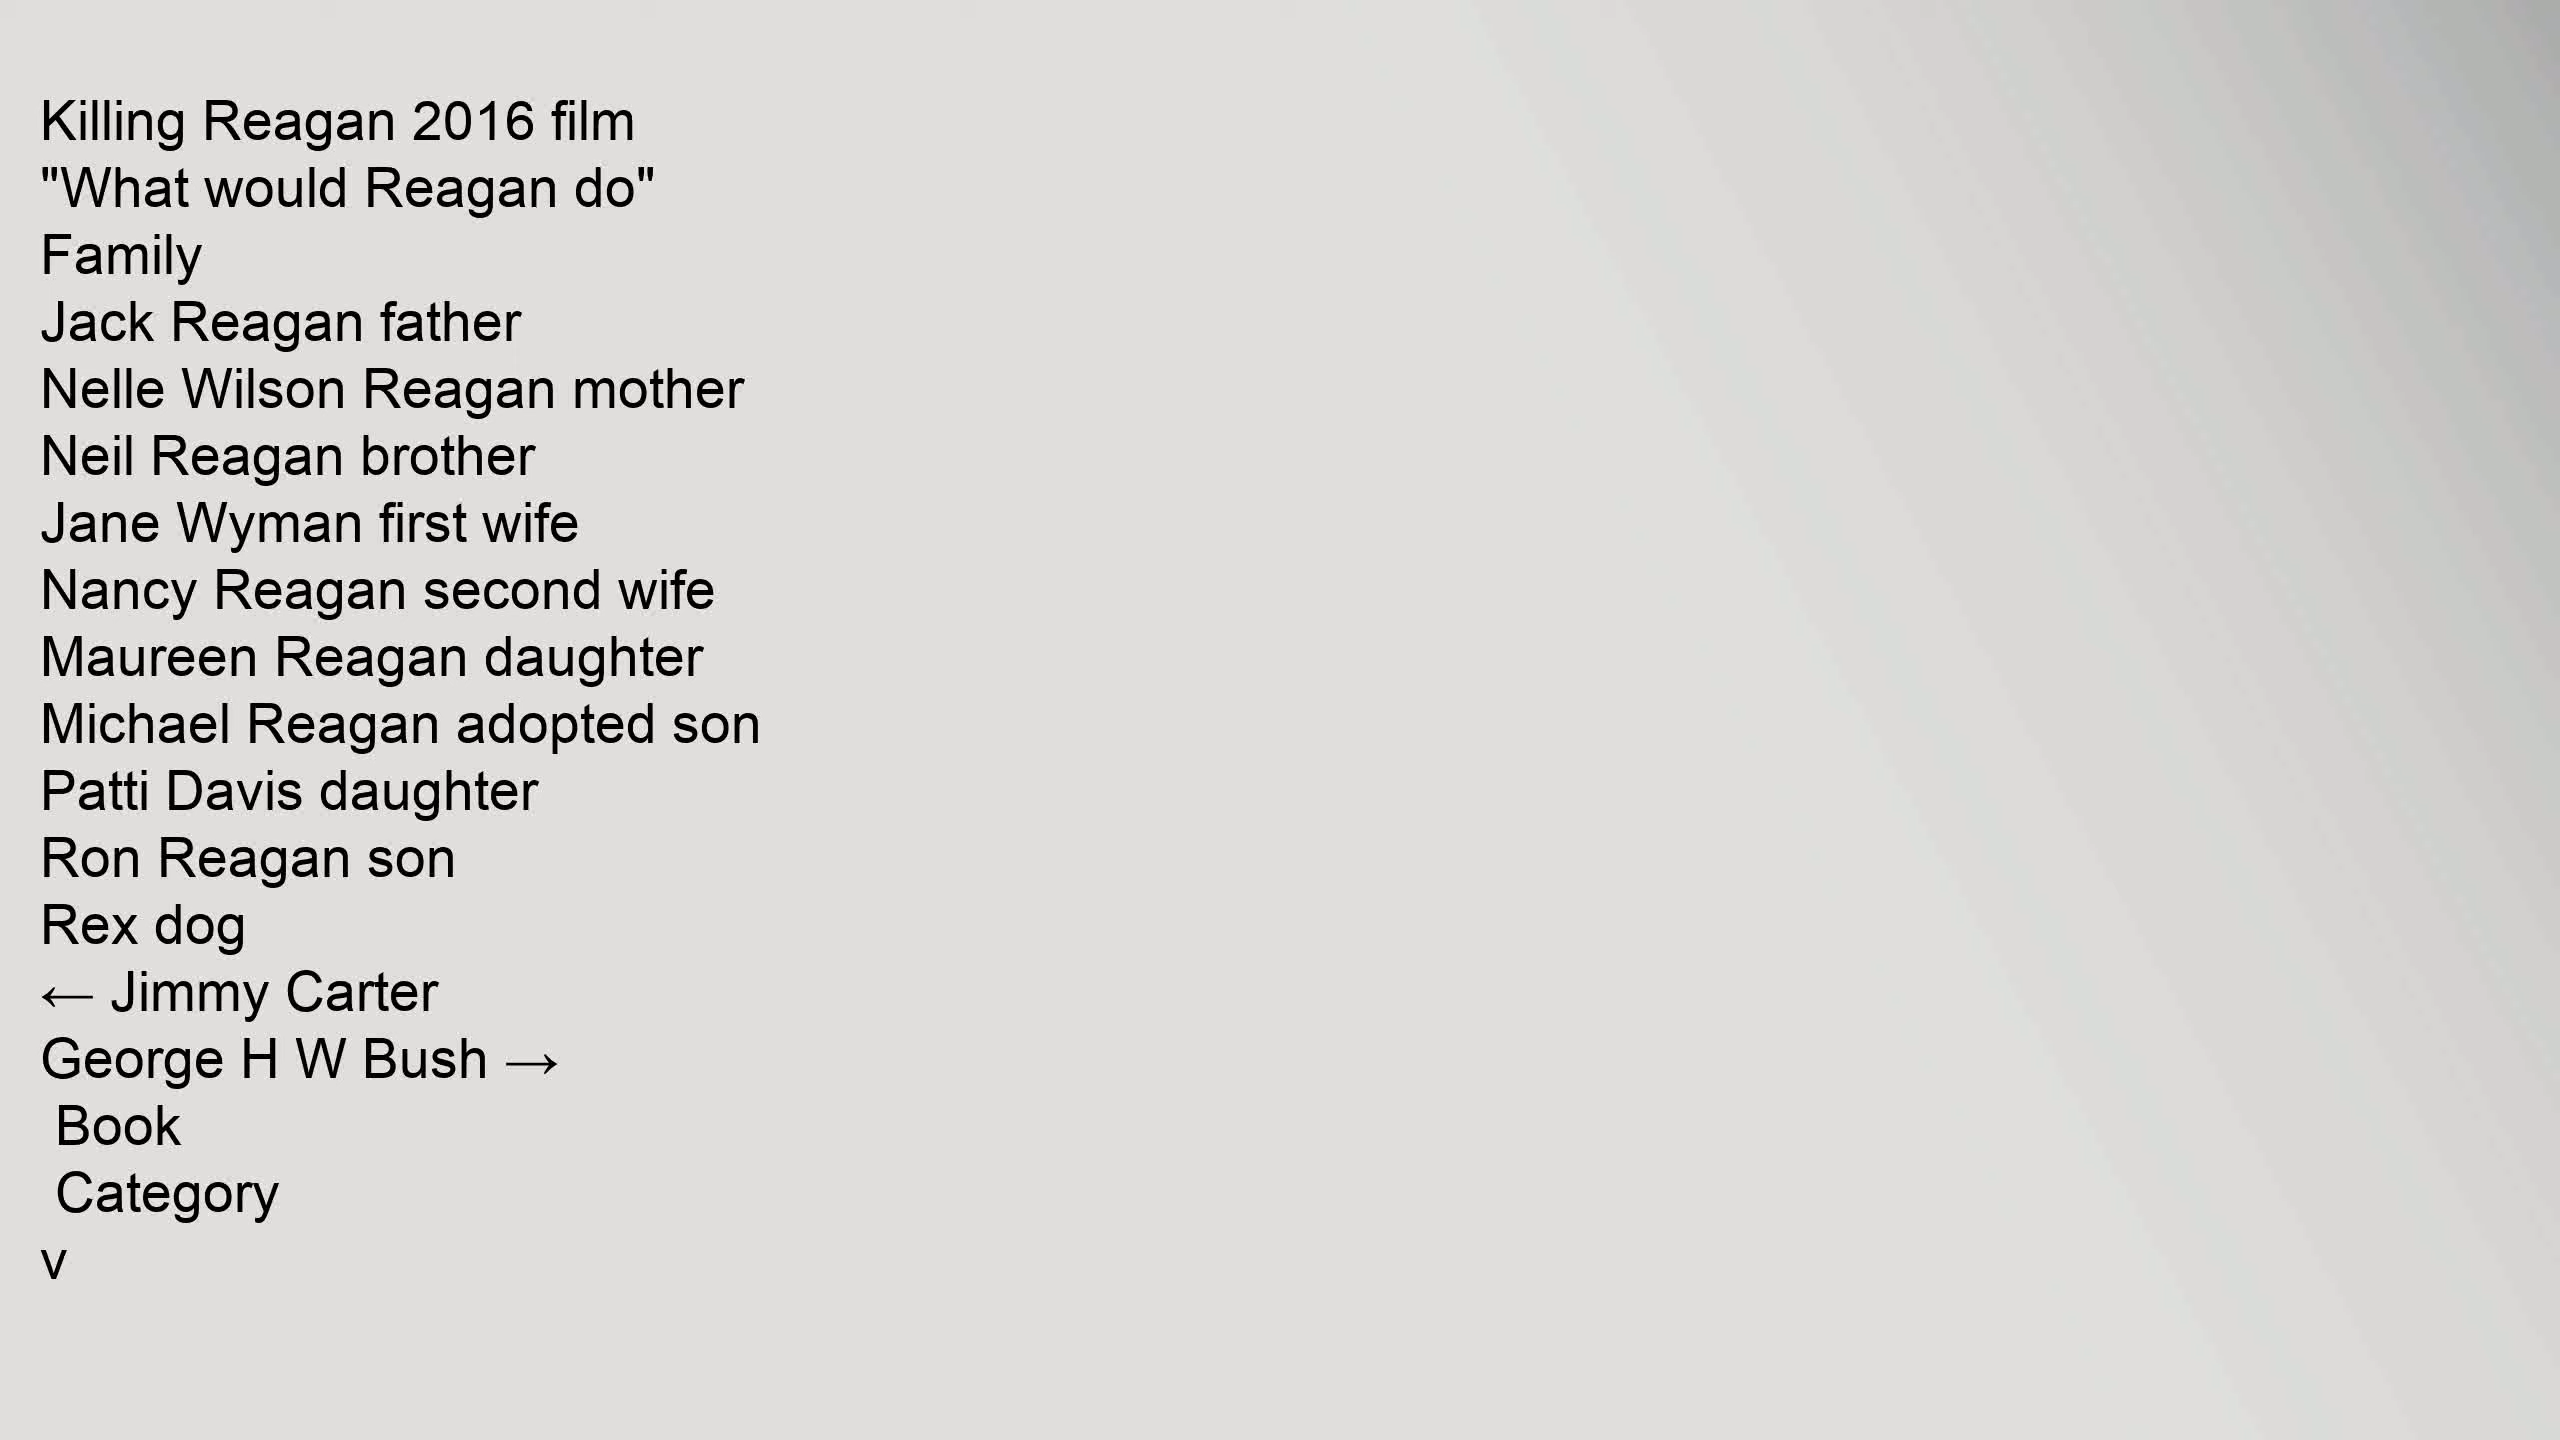 Killing Reagan 2016 film
"What would Reagan do"
Family
Jack Reagan father
Nelle Wilson Reagan mother
Neil Reagan brother
Jane Wyman first wife
Nancy Reagan second wife
Maureen Reagan daughter
Michael Reagan adopted son
Patti Davis daughter
Ron Reagan son
Rex dog
← Jimmy Carter
George H W Bush →
Book
Category
v